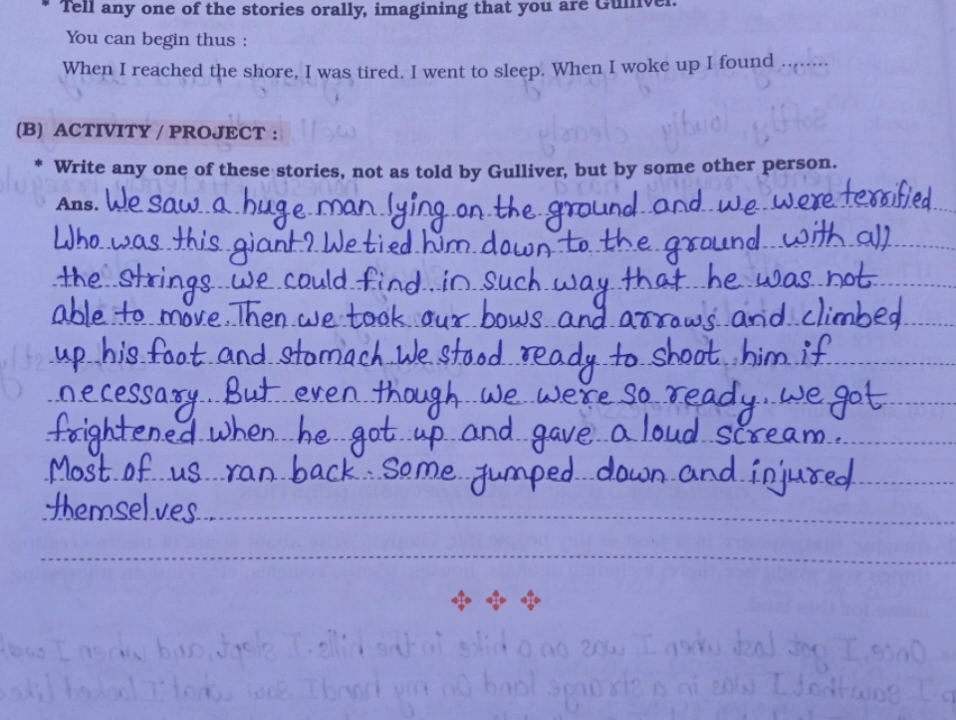 * Tell any one of the stories orally, imagining that you are Gulliver.
You can begin thus :
When I reached the shore, I was tired. I went to sleep. When I woke up I found ........
(B) ACTIVITY / PROJECT :
* Write any one of these stories, not as told by Gulliver, but by some other person.
Ans. We saw a huge man lying on the ground and we were terrified
Who was this giant? We tied him down to the ground with all
the strings we could find in such way that he was not
able to move. Then we took our bows and arrows and climbed
up his foot and stomach. We stood ready to shoot him if
necessary. But even though we were so ready, we got
frightened when he got up and gave a loud scream.
Most of us ran back. Some jumped down and injured
themselves.